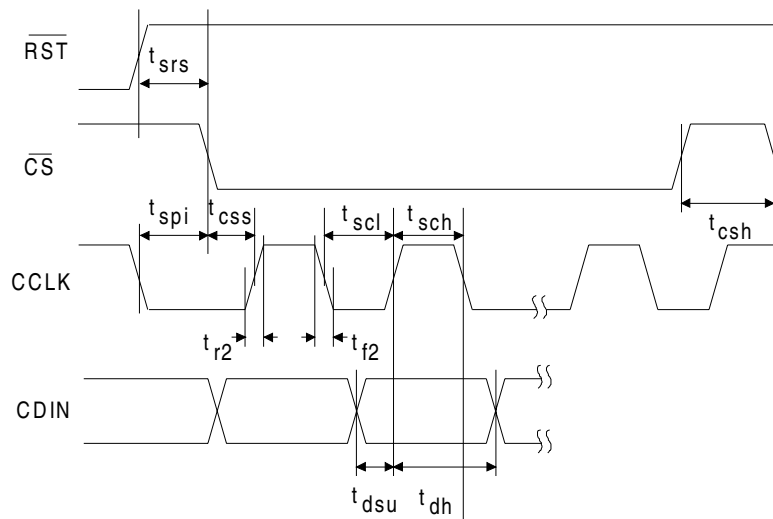 RST
t srs
CS
t spi
t css
t scl
t sch
t csh
CCLK
t r2
t f2
CDIN
t dsu
t dh